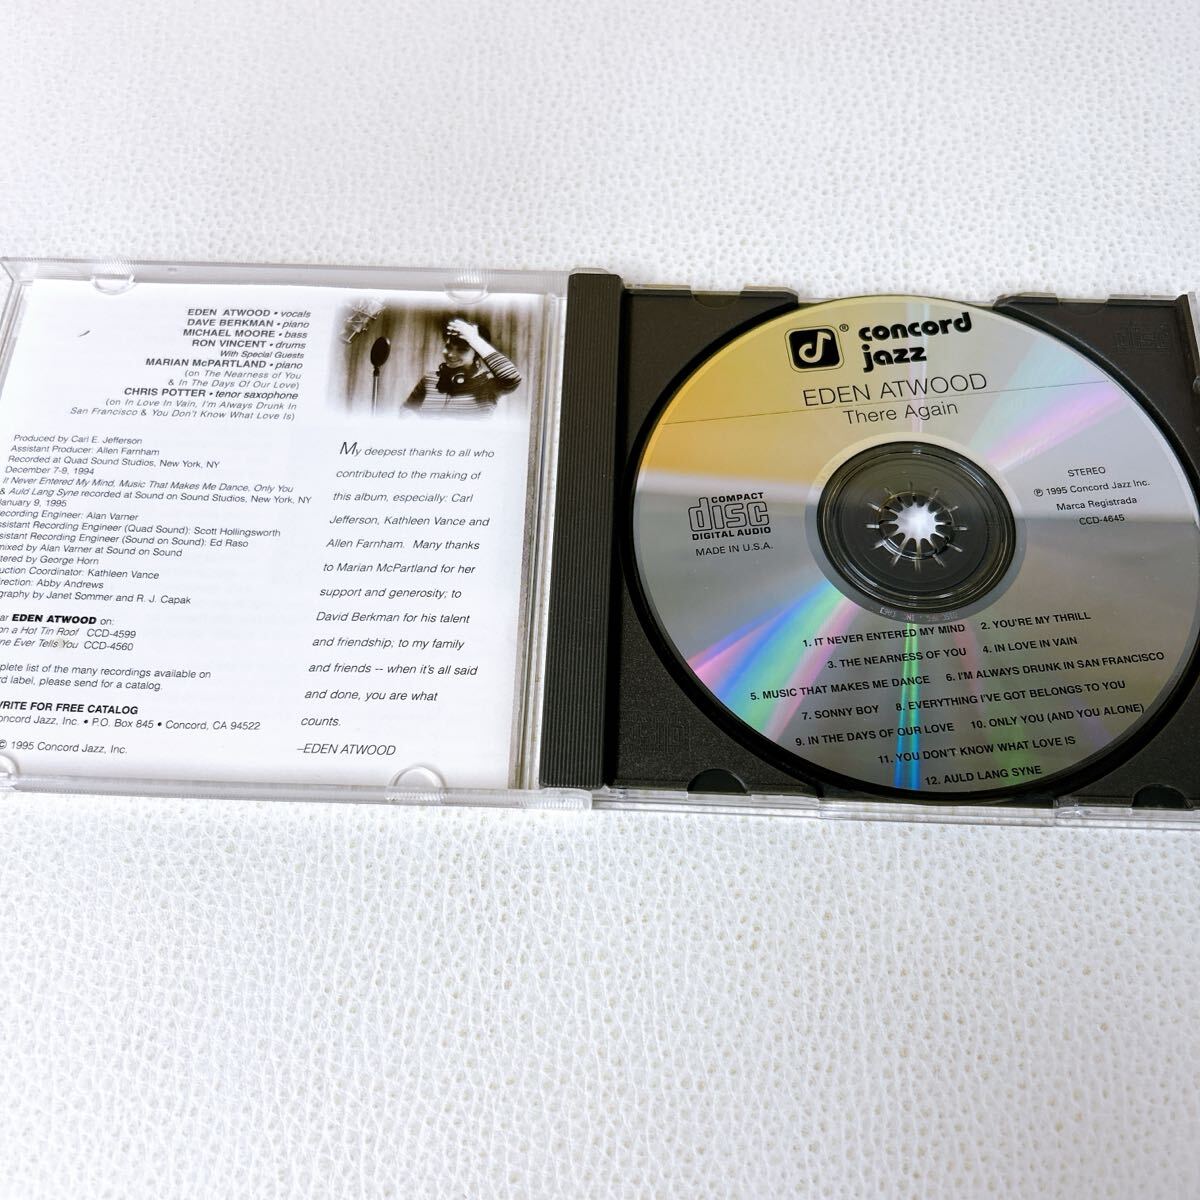 EDEN ATWOOD • vocals
DAVE BERKMAN • piano
MICHAEL MOORE • bass
RON VINCENT • drums
With Special Guests
MARIAN McPARTLAND • piano
(on The Nearness of You
& In The Days Of Our Love)
CHRIS POTTER • tenor saxophone
(on In Love In Vain, I'm Always Drunk In
San Francisco & You Don't Know What Love Is)
Produced by Carl E. Jefferson
Assistant Producer: Allen Farnham
Recorded at Quad Sound Studios, New York, NY
December 7-9, 1994
It Never Entered My Mind, Music That Makes Me Dance, Only You
& Auld Lang Syne recorded at Sound on Sound Studios, New York, NY
January 9, 1995
Recording Engineer: Alan Varner
ssistant Recording Engineer (Quad Sound): Scott Hollingsworth
sistant Recording Engineer (Sound on Sound): Ed Raso
mixed by Alan Varner at Sound on Sound
tered by George Horn
uction Coordinator: Kathleen Vance
irection: Abby Andrews
graphy by Janet Sommer and R. J. Capak
ar EDEN ATWOOD on:
on a Hot Tin Roof CCD-4599
ne Ever Tells You CCD-4560
plete list of the many recordings available on
rd label, please send for a catalog.
WRITE FOR FREE CATALOG
oncord Jazz, Inc. • P.O. Box 845 • Concord, CA 94522
© 1995 Concord Jazz, Inc.
My deepest thanks to all who
contributed to the making of
this album, especially: Carl
Jefferson, Kathleen Vance and
Allen Farnham. Many thanks
to Marian McPartland for her
support and generosity; to
David Berkman for his talent
and friendship; to my family
and friends -- when it's all said
and done, you are what
counts.
–EDEN ATWOOD
® concord
jazz
EDEN ATWOOD
There Again
COMPACT
disc
DIGITAL AUDIO
MADE IN U.S.A.
STEREO
℗ 1995 Concord Jazz Inc.
Marca Registrada
CCD-4645
1. IT NEVER ENTERED MY MIND 2. YOU'RE MY THRILL
3. THE NEARNESS OF YOU 4. IN LOVE IN VAIN
5. MUSIC THAT MAKES ME DANCE 6. I'M ALWAYS DRUNK IN SAN FRANCISCO
7. SONNY BOY 8. EVERYTHING I'VE GOT BELONGS TO YOU
9. IN THE DAYS OF OUR LOVE 10. ONLY YOU (AND YOU ALONE)
11. YOU DON'T KNOW WHAT LOVE IS
12. AULD LANG SYNE